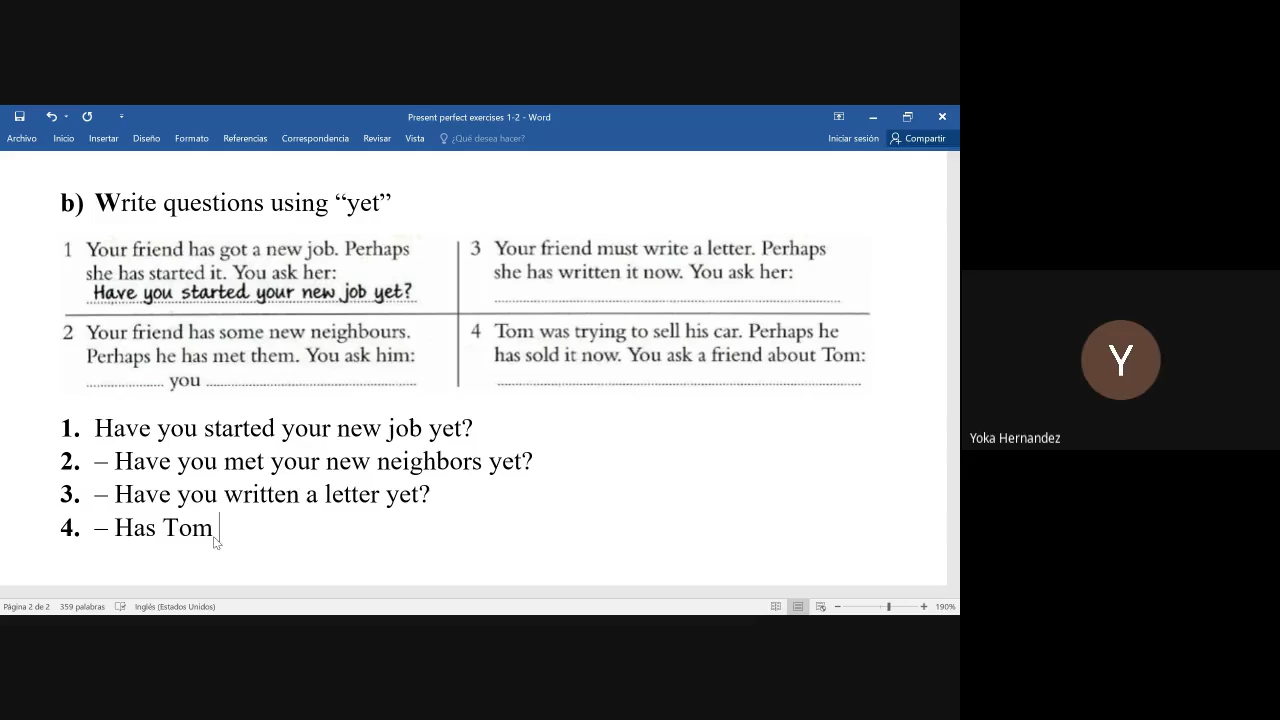 Present perfect exercises 1-2 - Word
Archivo Inicio Insertar Diseño Formato Referencias Correspondencia Revisar Vista ¿Qué desea hacer? Iniciar sesión Compartir
b) Write questions using “yet”
1 Your friend has got a new job. Perhaps
she has started it. You ask her:
Have you started your new job yet?
2 Your friend has some new neighbours.
Perhaps he has met them. You ask him:
.................. you ................................................
3 Your friend must write a letter. Perhaps
she has written it now. You ask her:
4 Tom was trying to sell his car. Perhaps he
has sold it now. You ask a friend about Tom:
1. Have you started your new job yet?
2. – Have you met your new neighbors yet?
3. – Have you written a letter yet?
4. – Has Tom
Página 2 de 2 359 palabras Inglés (Estados Unidos) 190%
Y
Yoka Hernandez